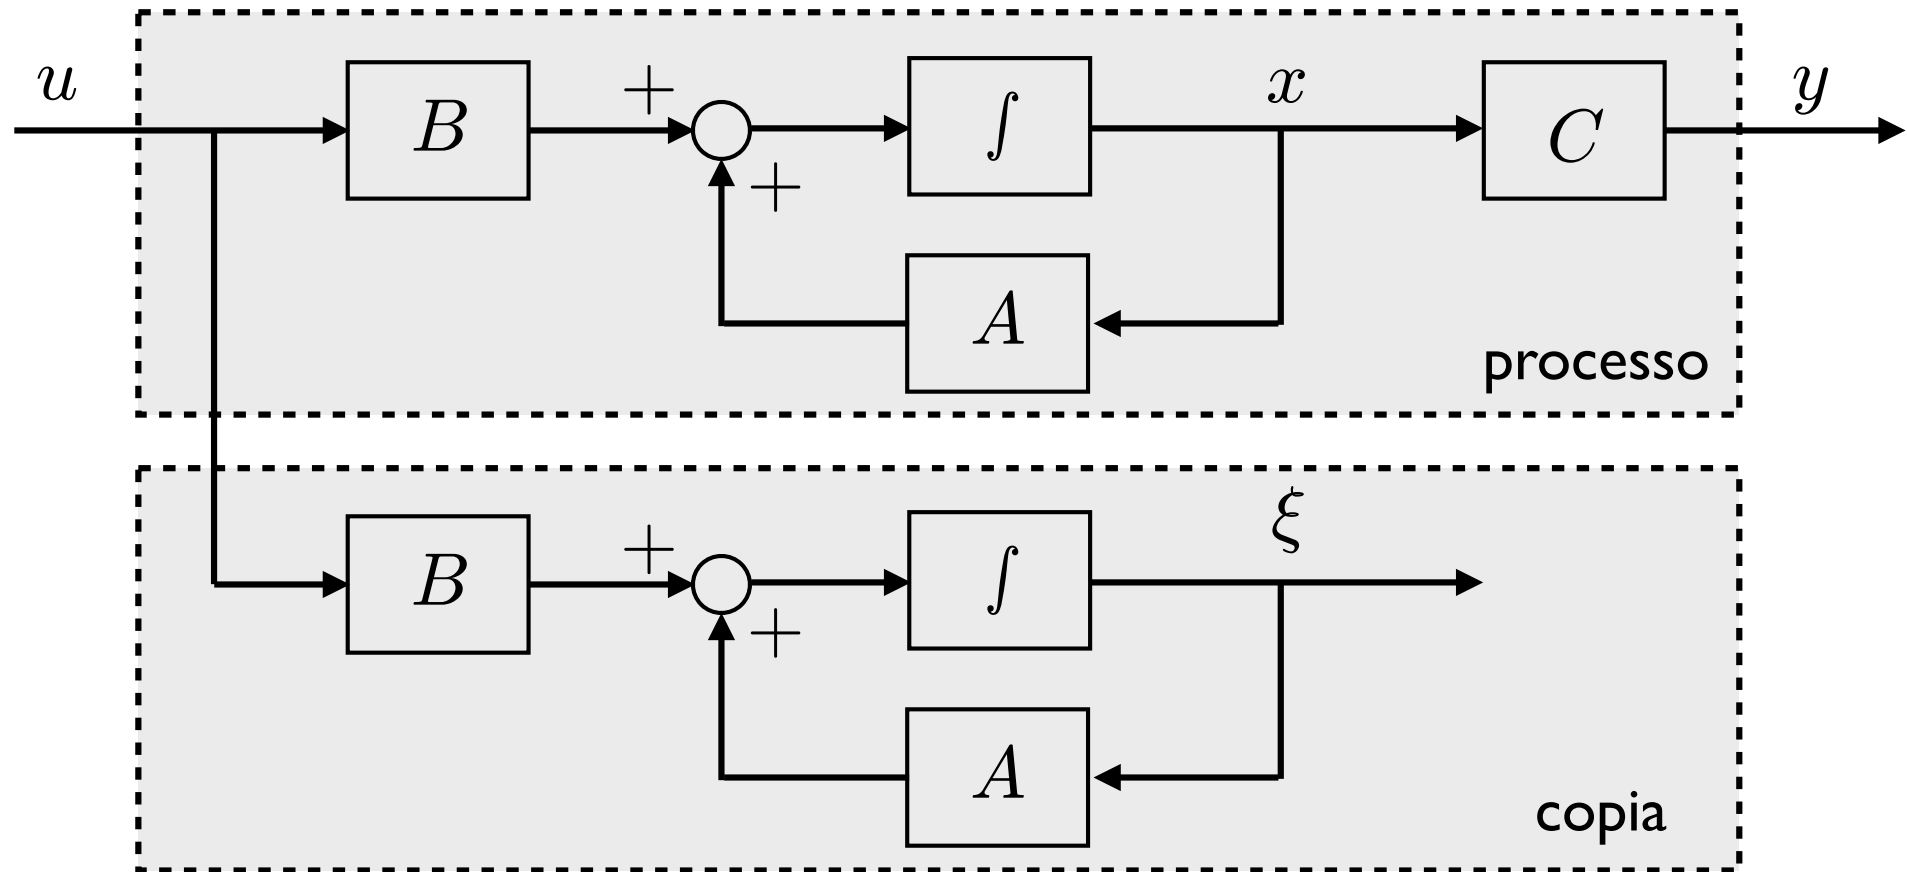 u B + ∫ x C y
+
A
processo
B + ∫ ξ
+
A
copia